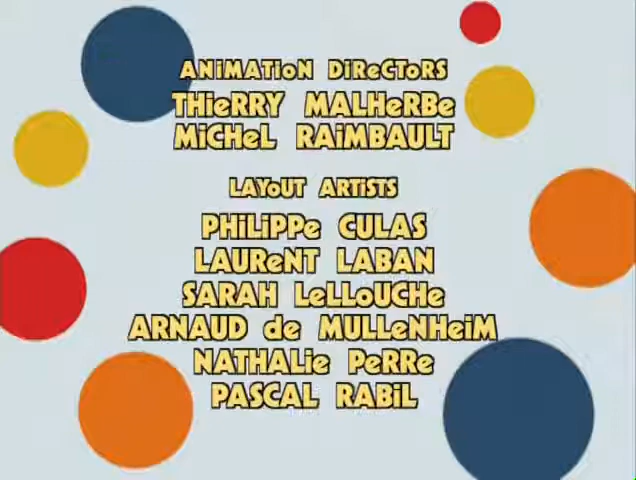 ANiMATioN DiReCToRS
THieRRY MALHeRBe
MiCHeL RAiMBAULT
LAYoUT ARTiSTS
PHiLiPPe CULAS
LAUReNT LABAN
SARAH LeLLoUCHe
ARNAUD de MULLeNHeiM
NATHALie PeRRe
PASCAL RABiL